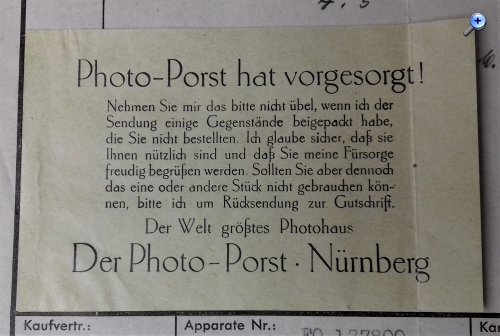 Photo-Porst hat vorgesorgt!
Nehmen Sie mir das bitte nicht übel, wenn ich der
Sendung einige Gegenstände beigepackt habe,
die Sie nicht bestellten. Ich glaube sicher, daß sie
Ihnen nützlich sind und daß Sie meine Fürsorge
freudig begrüßen werden. Sollten Sie aber dennoch
das eine oder andere Stück nicht gebrauchen kön-
nen, bitte ich um Rücksendung zur Gutschrift.
Der Welt größtes Photohaus
Der Photo-Porst · Nürnberg
Kaufvertr.: Apparate Nr.: